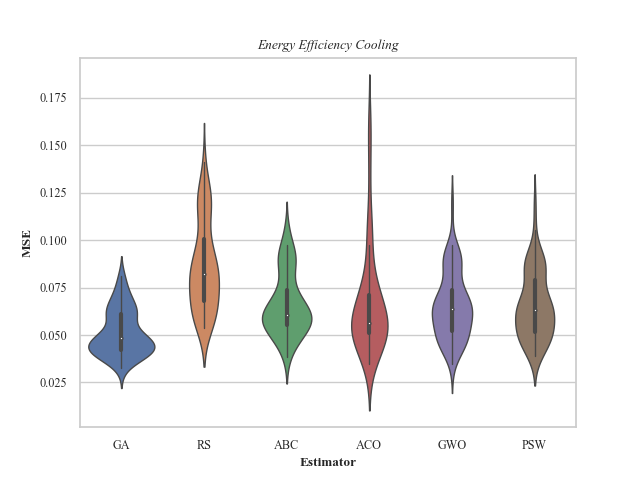 Energy Efficiency Cooling
0.175
0.150
0.125
0.100
0.075
0.050
0.025
MSE
GA RS ABC ACO GWO PSW
Estimator